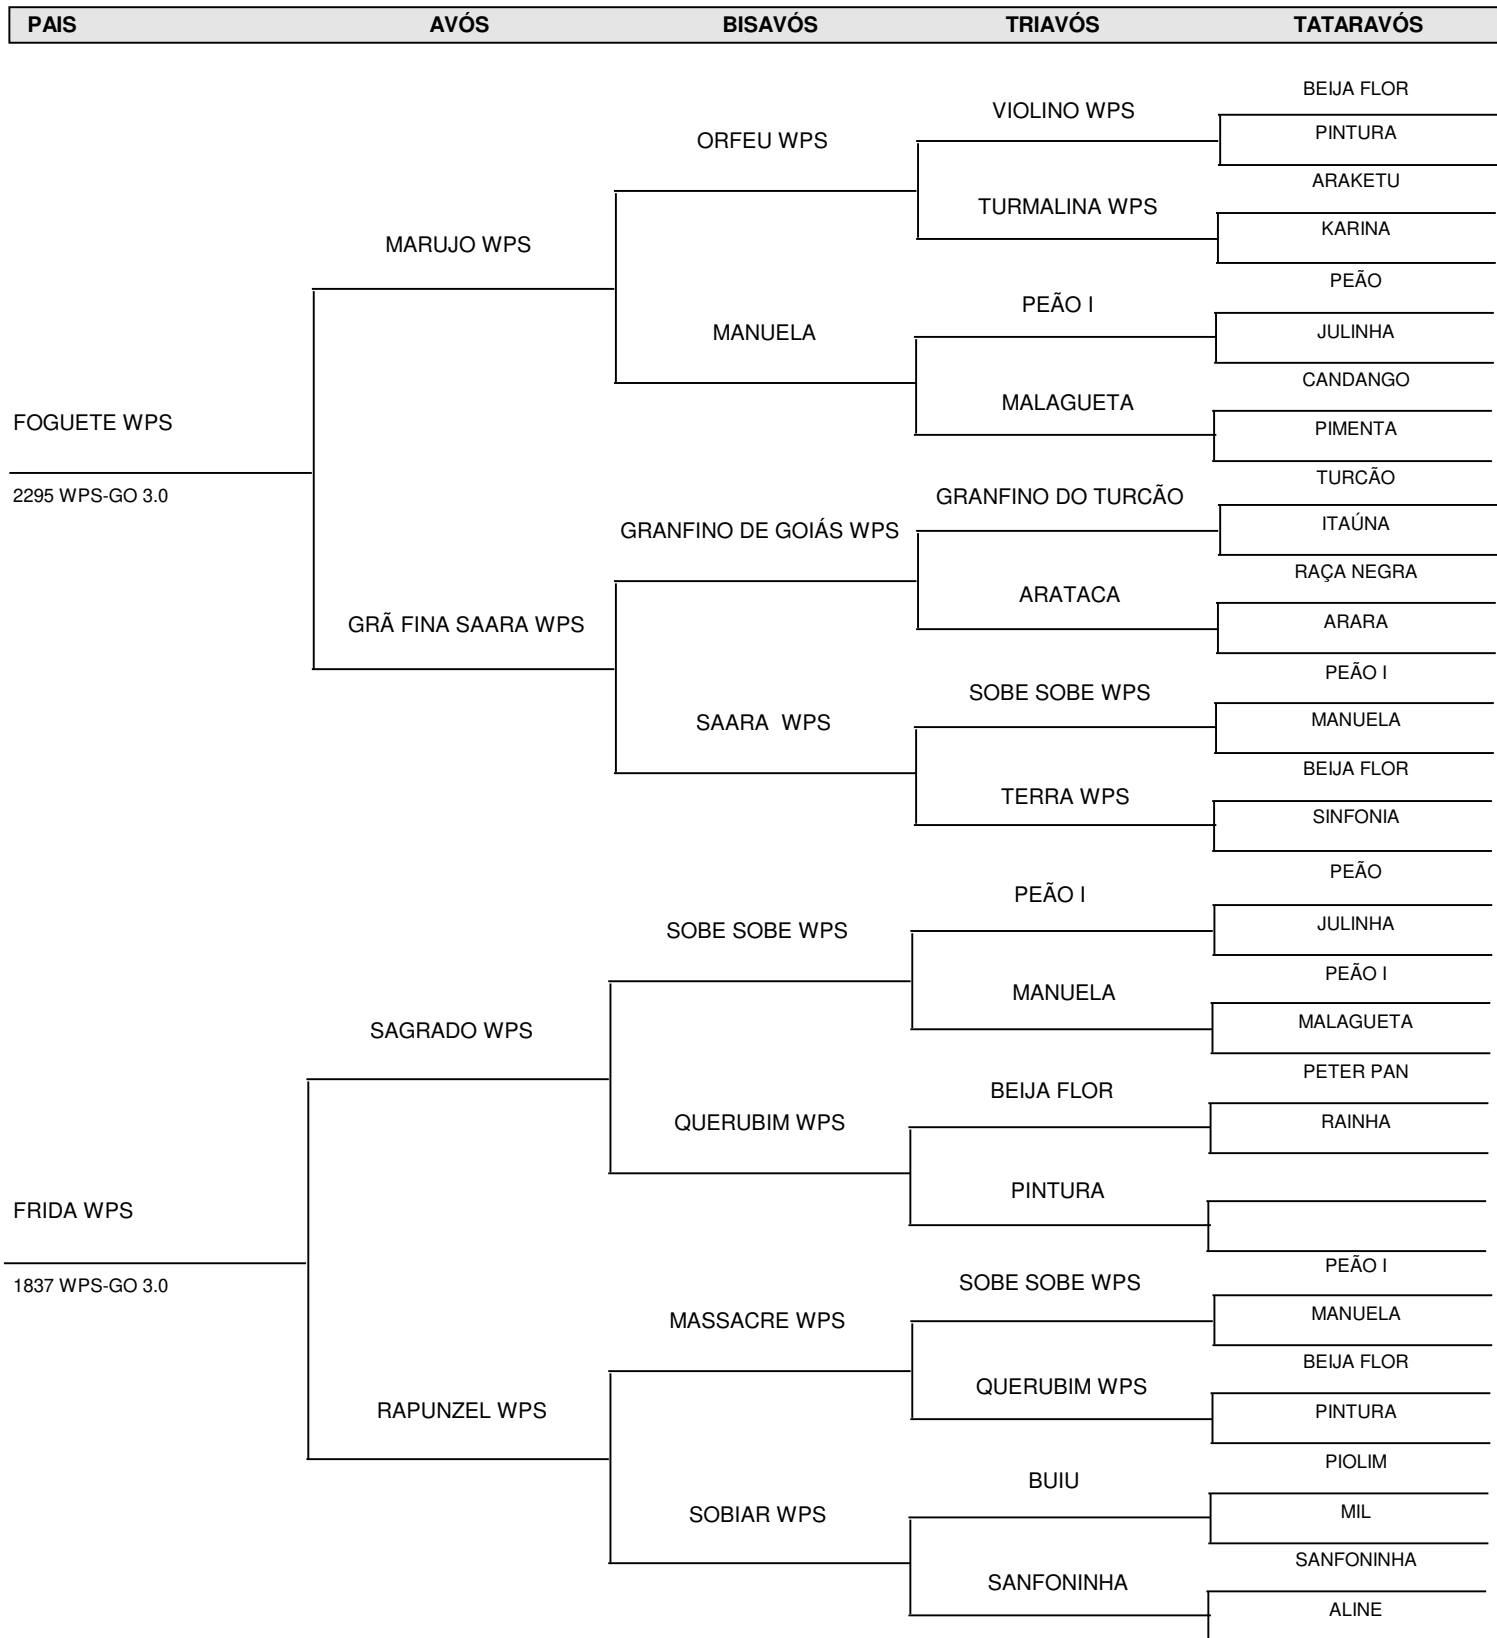 PAIS AVÓS BISAVÓS TRIAVÓS TATARAVÓS
BEIJA FLOR
VIOLINO WPS
PINTURA
ORFEU WPS
ARAKETU
TURMALINA WPS
KARINA
MARUJO WPS
PEÃO
PEÃO I
JULINHA
MANUELA
CANDANGO
MALAGUETA
PIMENTA
FOGUETE WPS
2295 WPS-GO 3.0
TURCÃO
GRANFINO DO TURCÃO
ITAÚNA
GRANFINO DE GOIÁS WPS
RAÇA NEGRA
ARATACA
ARARA
GRÃ FINA SAARA WPS
PEÃO I
SOBE SOBE WPS
MANUELA
SAARA  WPS
BEIJA FLOR
TERRA WPS
SINFONIA
PEÃO
PEÃO I
JULINHA
SOBE SOBE WPS
PEÃO I
MANUELA
MALAGUETA
SAGRADO WPS
PETER PAN
BEIJA FLOR
RAINHA
QUERUBIM WPS
PINTURA
FRIDA WPS
1837 WPS-GO 3.0
PEÃO I
SOBE SOBE WPS
MANUELA
MASSACRE WPS
BEIJA FLOR
QUERUBIM WPS
PINTURA
RAPUNZEL WPS
PIOLIM
BUIU
MIL
SOBIAR WPS
SANFONINHA
SANFONINHA
ALINE